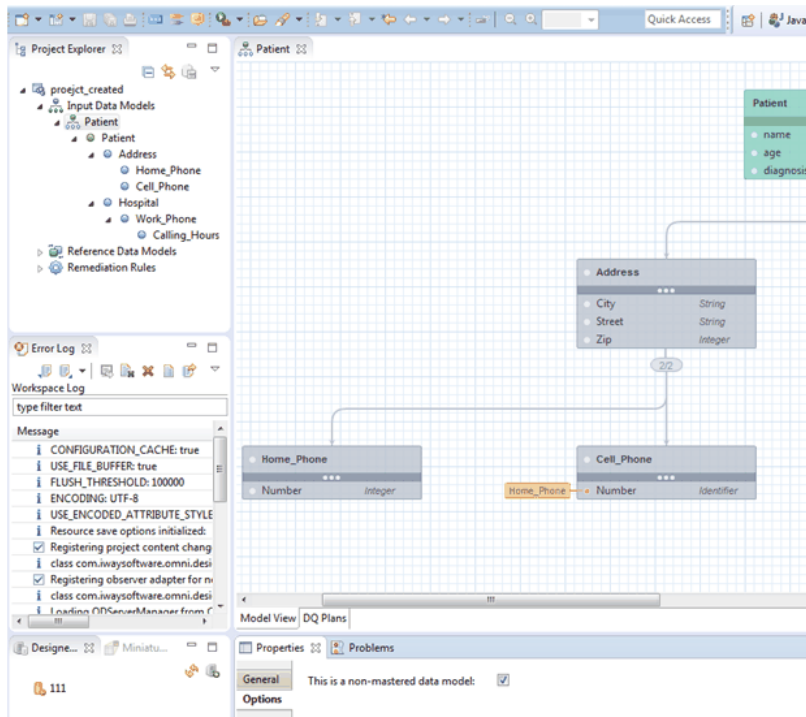 Quick Access
Java
Project Explorer
proejct_created
Input Data Models
Patient
Patient
Address
Home_Phone
Cell_Phone
Hospital
Work_Phone
Calling_Hours
Reference Data Models
Remediation Rules
Error Log
Workspace Log
type filter text
Message
CONFIGURATION_CACHE: true
USE_FILE_BUFFER: true
FLUSH_THRESHOLD: 100000
ENCODING: UTF-8
USE_ENCODED_ATTRIBUTE_STYLE
Resource save options initialized:
Registering project content chang
class com.iwaysoftware.omni.desi
Registering observer adapter for n
class com.iwaysoftware.omni.desi
Loading ODServerManager from
Designe...
Miniatu...
111
Patient
Patient
name
age
diagnosis
Address
City String
Street String
Zip Integer
2/2
Home_Phone
Number Integer
Cell_Phone
Home_Phone Number Identifier
Model View DQ Plans
Properties Problems
General This is a non-mastered data model:
Options